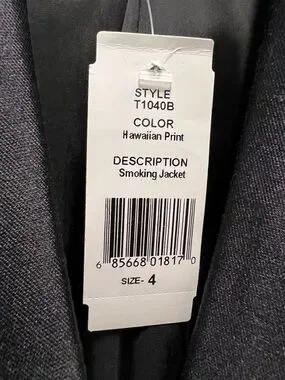 STYLE
T1040B
COLOR
Hawaiian Print
DESCRIPTION
Smoking Jacket
6 85668 01817 0
SIZE- 4